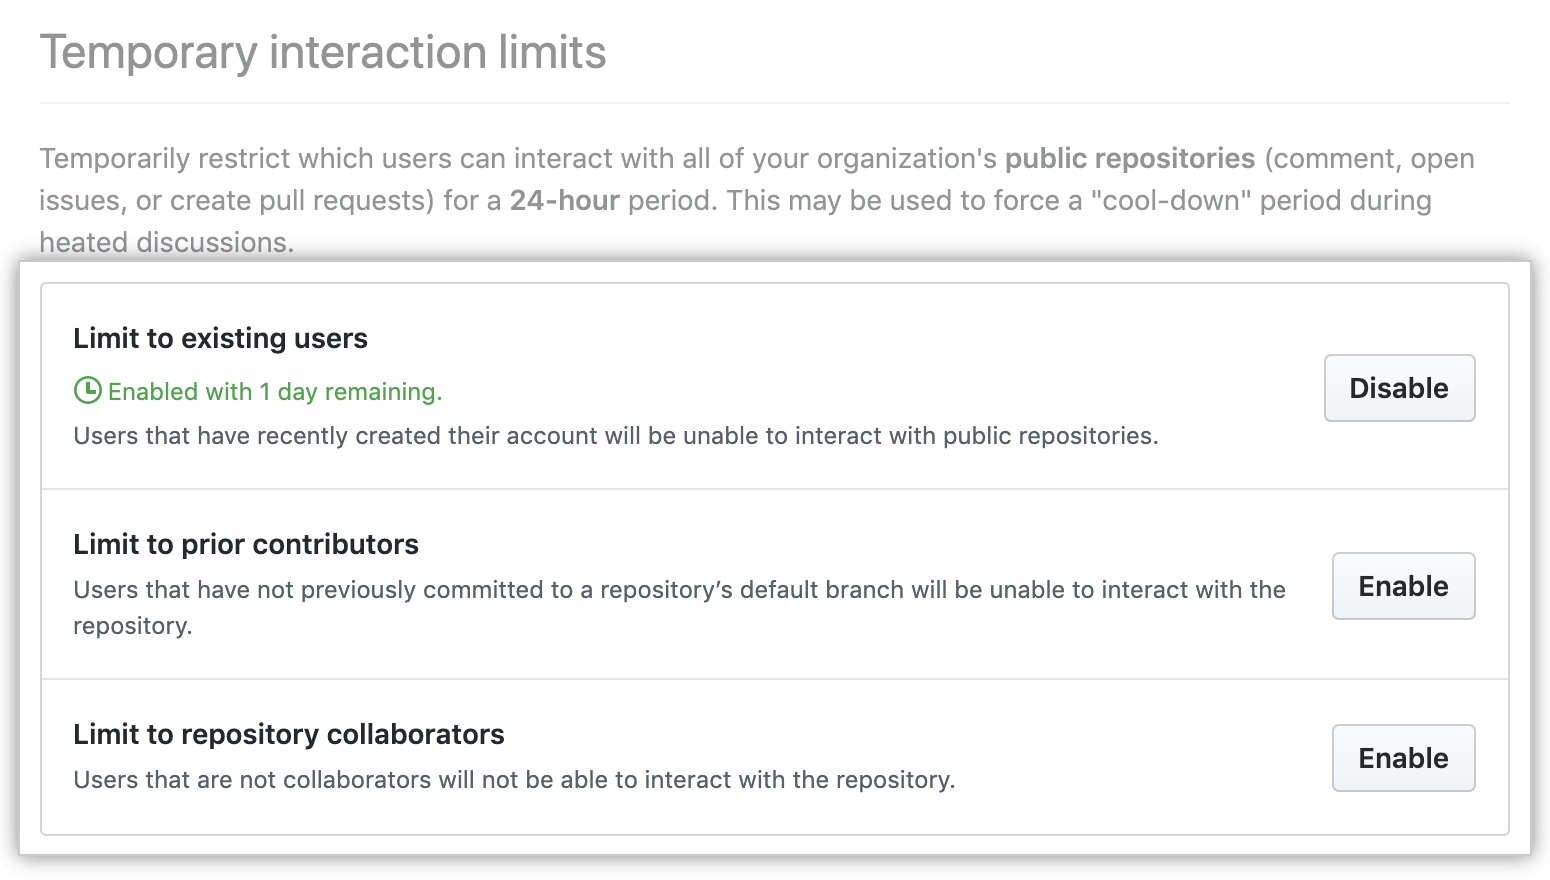 Temporary interaction limits
Temporarily restrict which users can interact with all of your organization's public repositories (comment, open
issues, or create pull requests) for a 24-hour period. This may be used to force a "cool-down" period during
heated discussions.
Limit to existing users
Enabled with 1 day remaining.
Disable
Users that have recently created their account will be unable to interact with public repositories.
Limit to prior contributors
Users that have not previously committed to a repository’s default branch will be unable to interact with the
repository.
Enable
Limit to repository collaborators
Users that are not collaborators will not be able to interact with the repository.
Enable